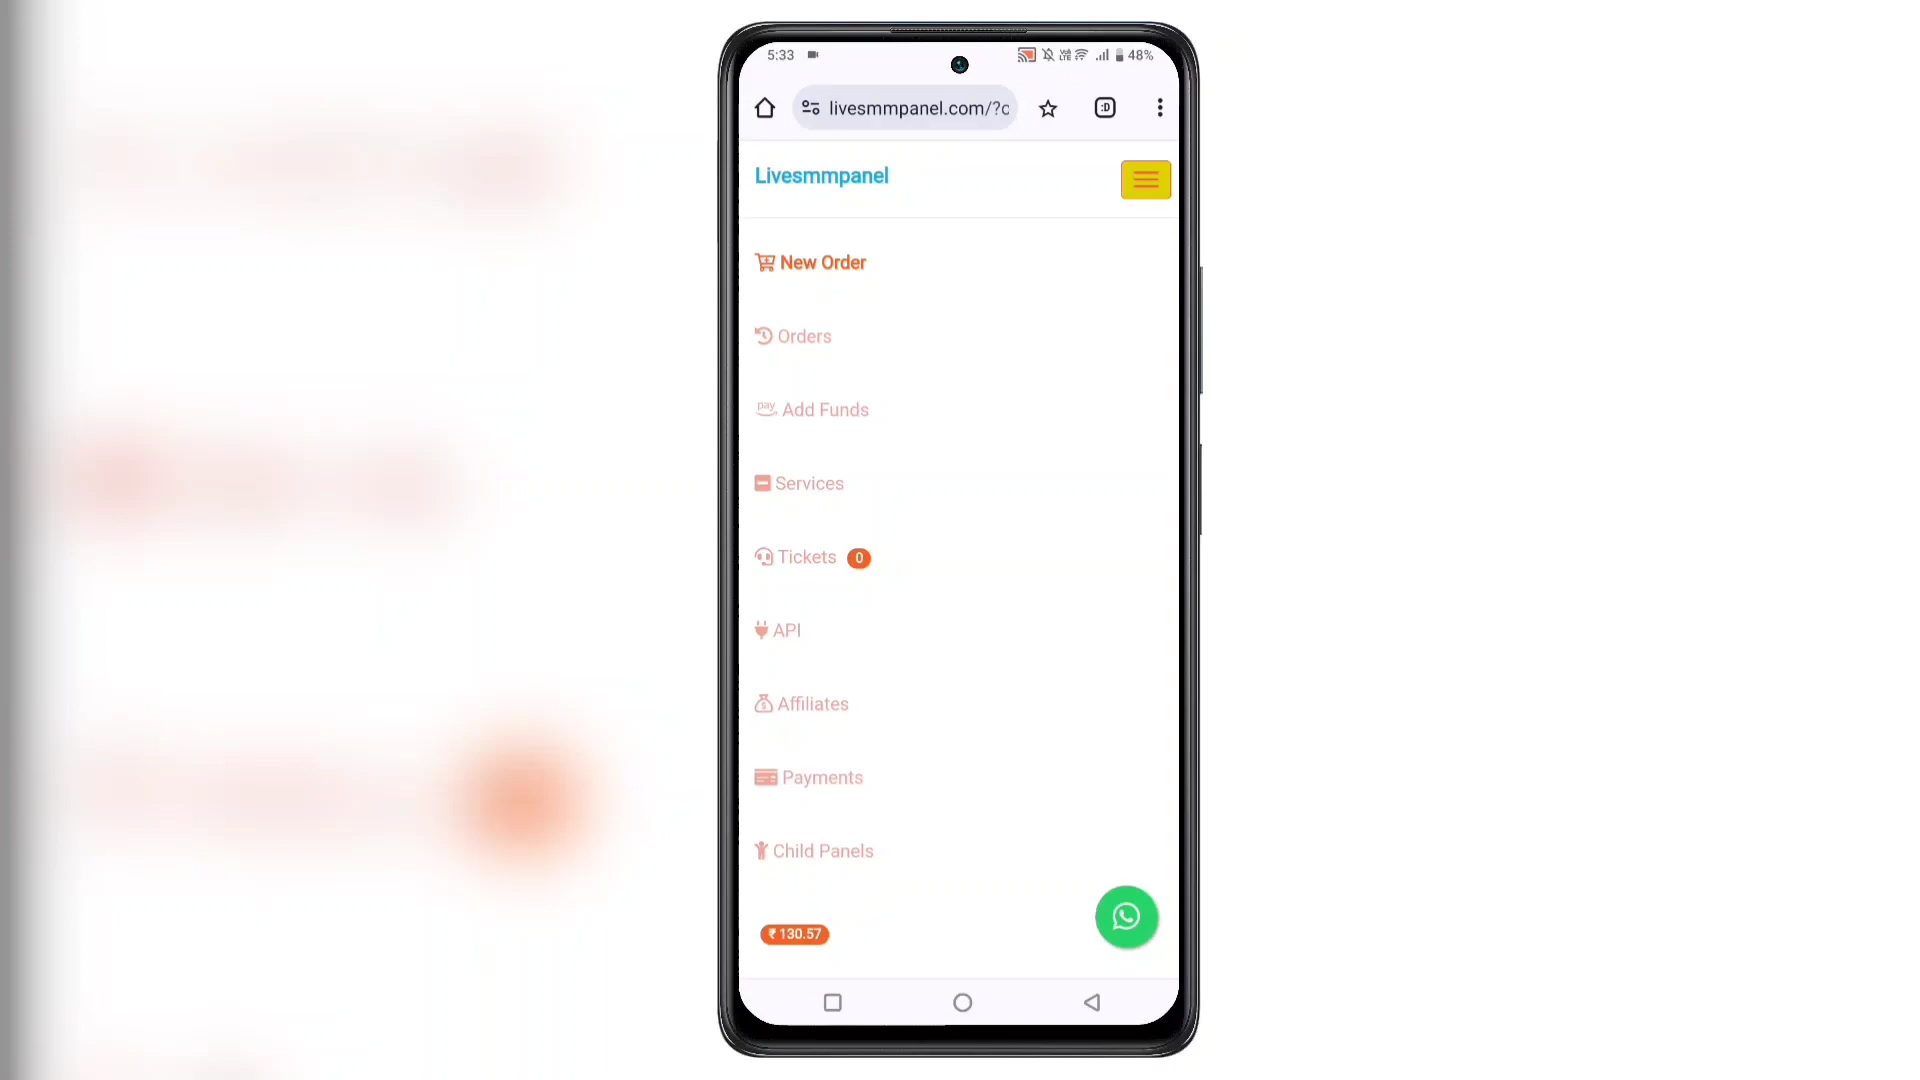 5:33
48%
livesmmpanel.com/?c
:D
Livesmmpanel
New Order
Orders
pay Add Funds
Services
Tickets 0
API
Affiliates
Payments
Child Panels
₹ 130.57